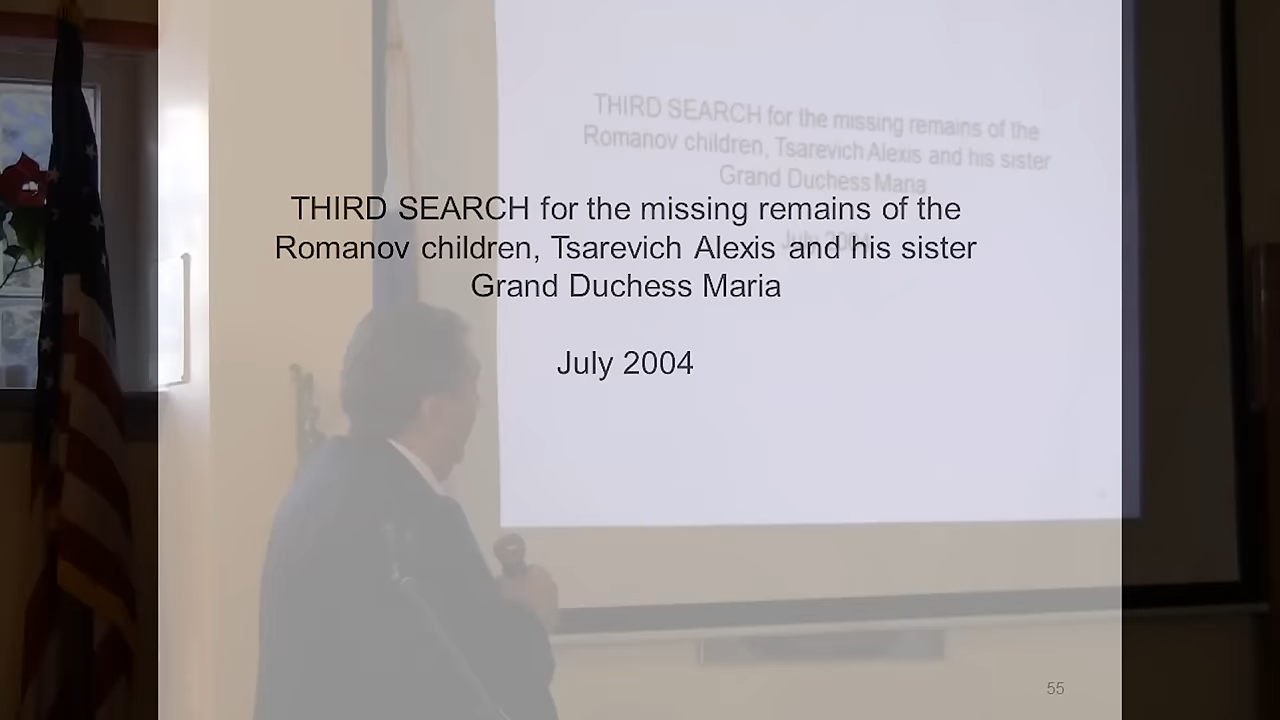 THIRD SEARCH for the missing remains of the
Romanov children, Tsarevich Alexis and his sister
Grand Duchess Maria
July 2004
THIRD SEARCH for the missing remains of the
Romanov children, Tsarevich Alexis and his sister
Grand Duchess Maria
July 2004
55